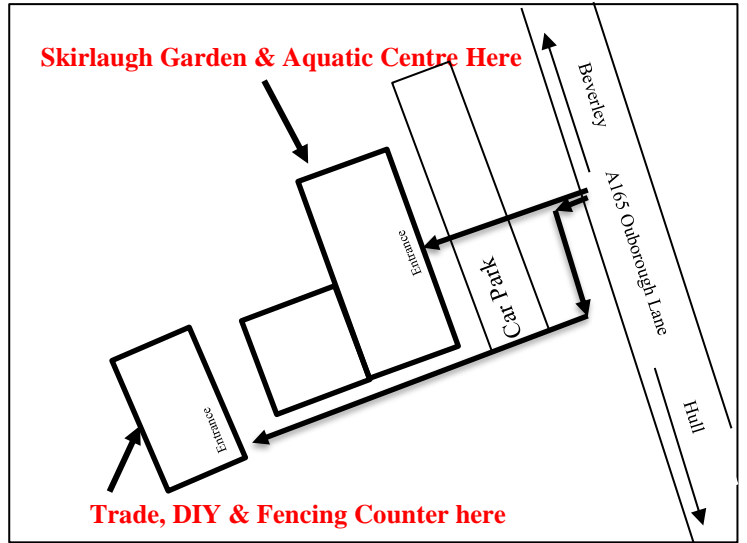 Skirlaugh Garden & Aquatic Centre Here
Beverley
A165 Ouborough Lane
Entrance
Car Park
Hull
Entrance
Trade, DIY & Fencing Counter here